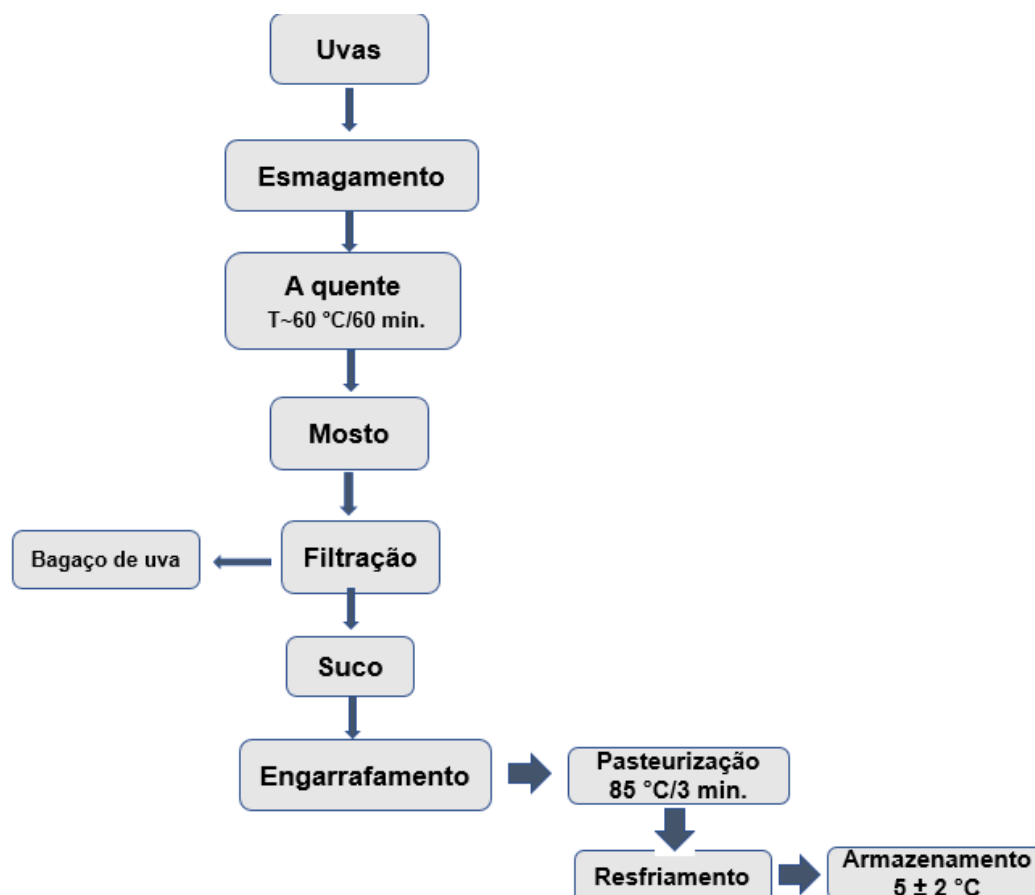 Uvas
Esmagamento
A quente
T~60 °C/60 min.
Mosto
Filtração
Bagaço de uva
Suco
Engarrafamento
Pasteurização
85 °C/3 min.
Resfriamento
Armazenamento
5 ± 2 °C